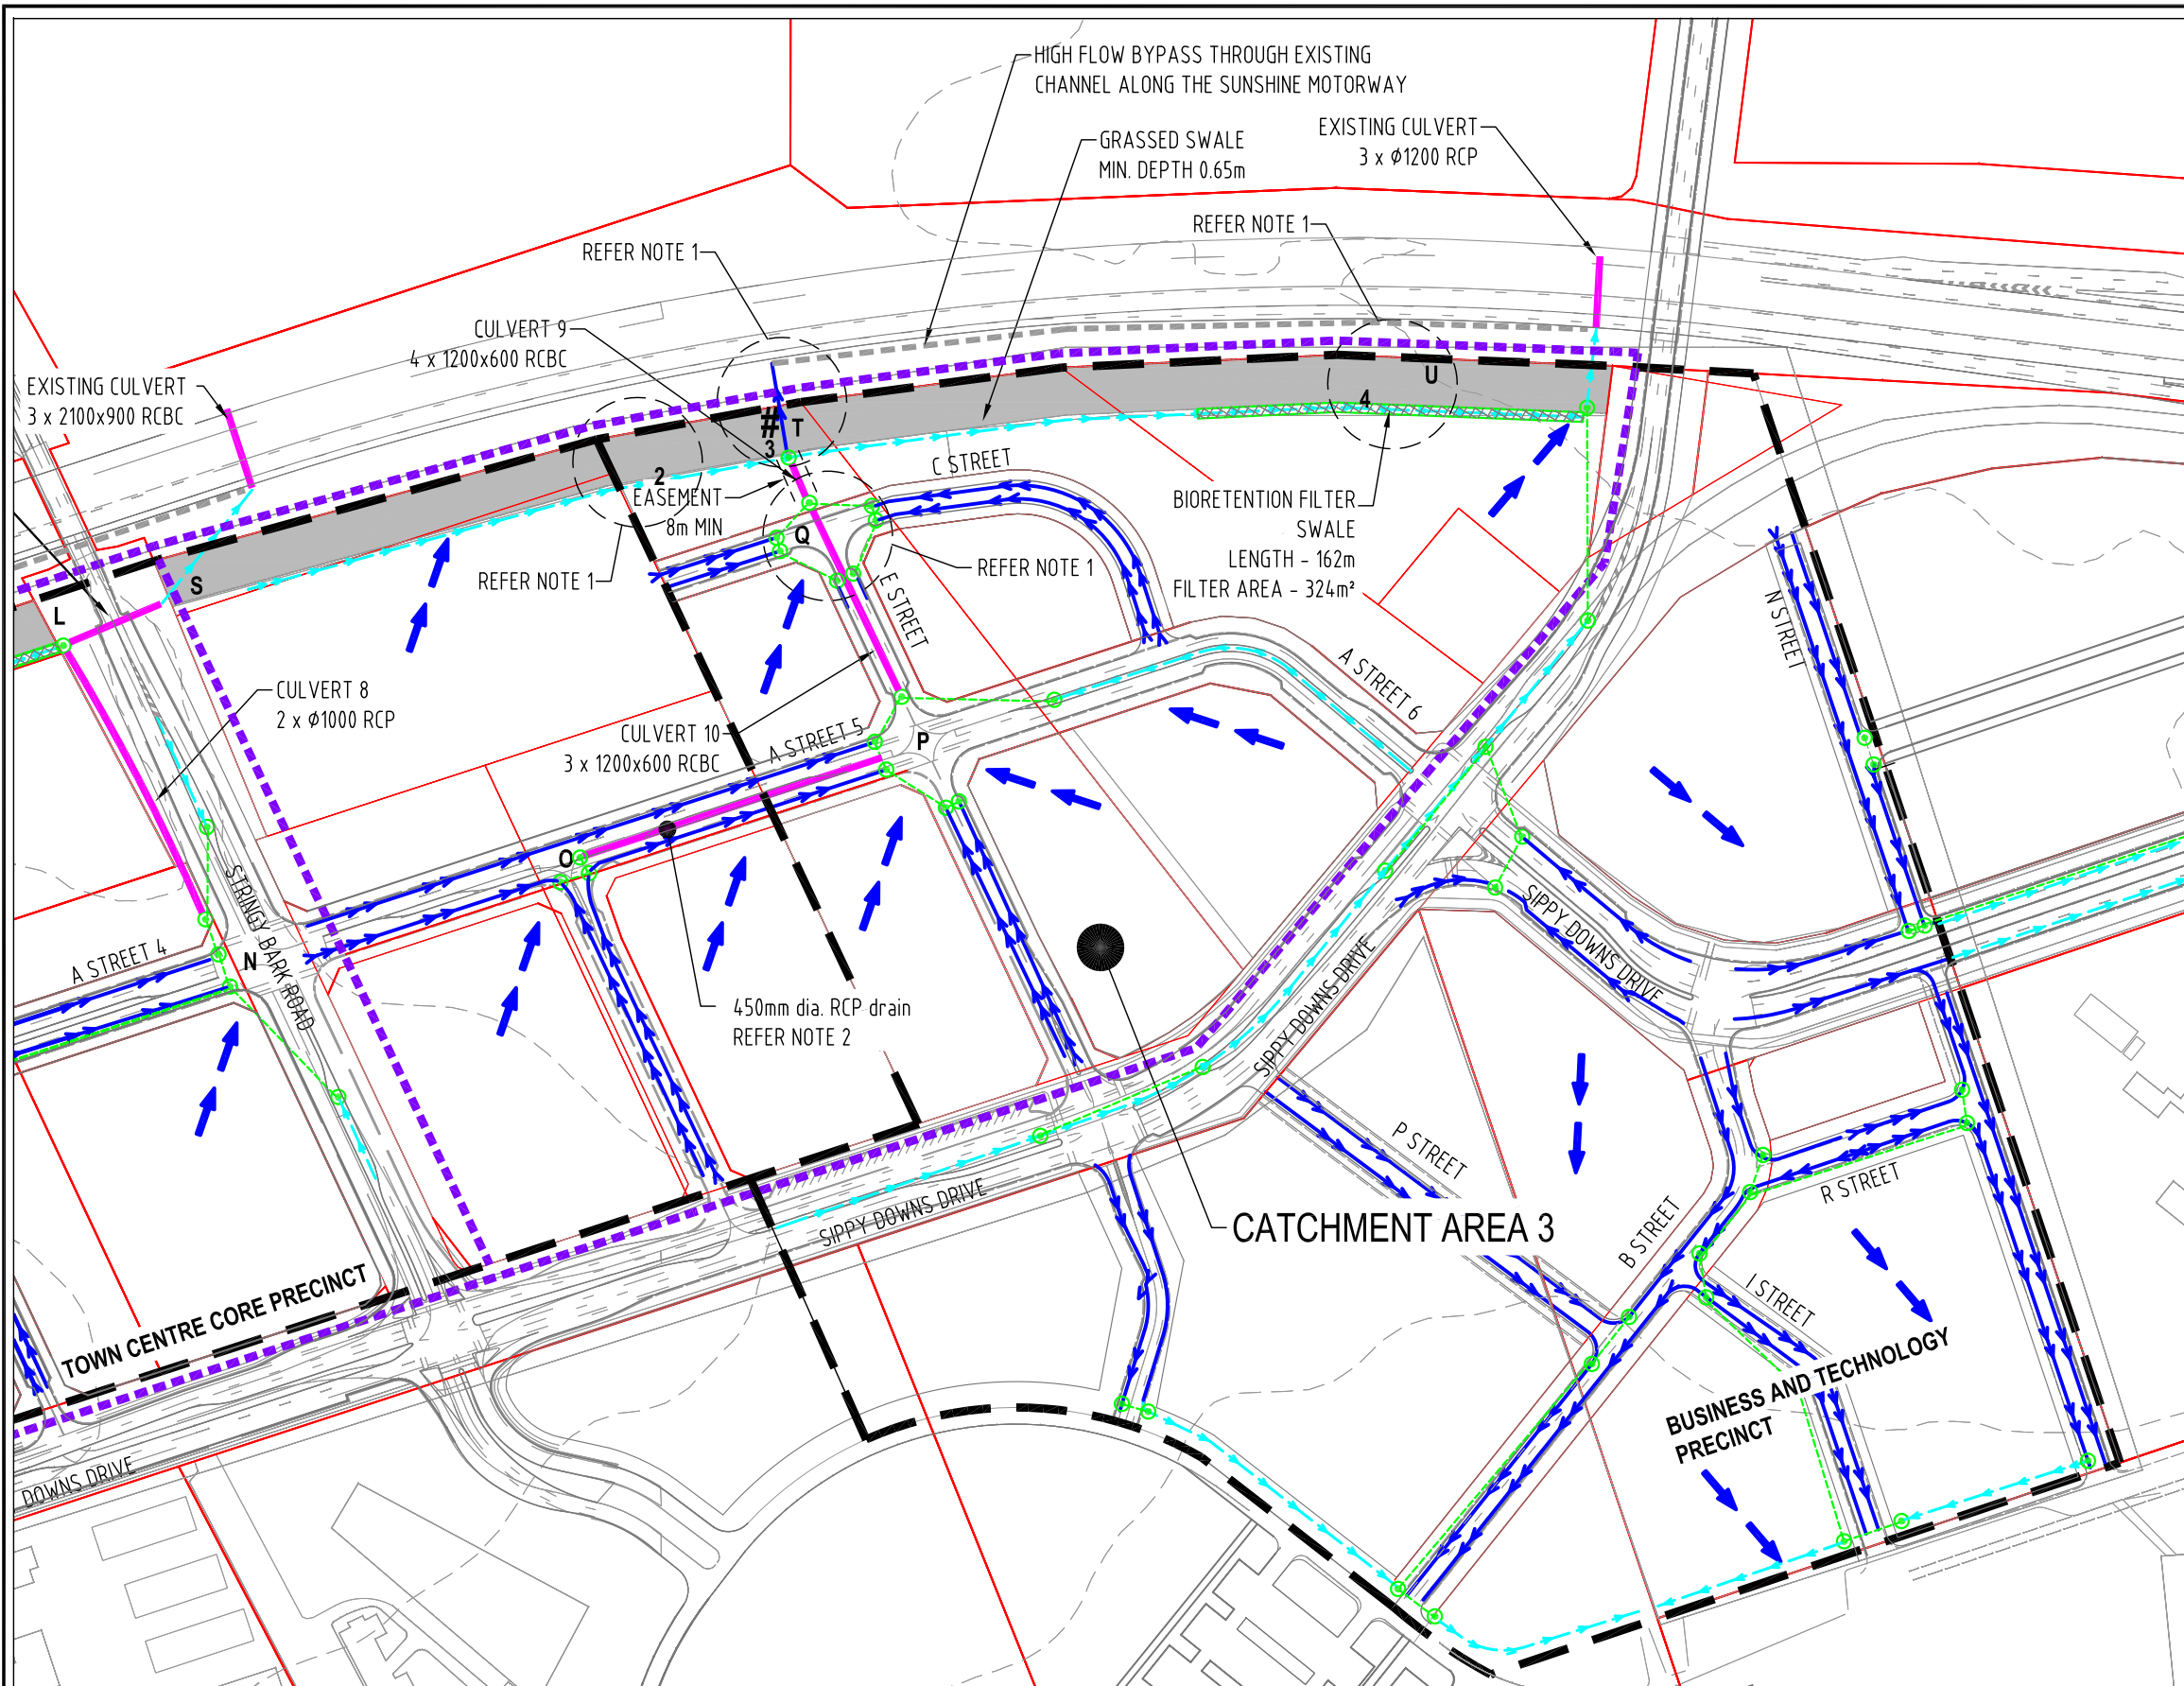 HIGH FLOW BYPASS THROUGH EXISTING
CHANNEL ALONG THE SUNSHINE MOTORWAY
GRASSED SWALE
MIN. DEPTH 0.65m
EXISTING CULVERT
3 x Ø1200 RCP
REFER NOTE 1
REFER NOTE 1
CULVERT 9
4 x 1200x600 RCBC
EXISTING CULVERT
3 x 2100x900 RCBC
U
4
# T
3
2
C STREET
EASEMENT
8m MIN
BIORETENTION FILTER
SWALE
LENGTH - 162m
FILTER AREA - 324m²
Q
REFER NOTE 1
REFER NOTE 1
S
L
E STREET
N STREET
CULVERT 8
2 x Ø1000 RCP
A STREET 6
CULVERT 10
3 x 1200x600 RCBC
A STREET 5
P
O
STRINGY BARK ROAD
SIPPY DOWNS DRIVE
A STREET 4
N
450mm dia. RCP drain
REFER NOTE 2
SIPPY DOWNS DRIVE
P STREET
R STREET
SIPPY DOWNS DRIVE
CATCHMENT AREA 3
B STREET
I STREET
TOWN CENTRE CORE PRECINCT
BUSINESS AND TECHNOLOGY
PRECINCT
DOWNS DRIVE